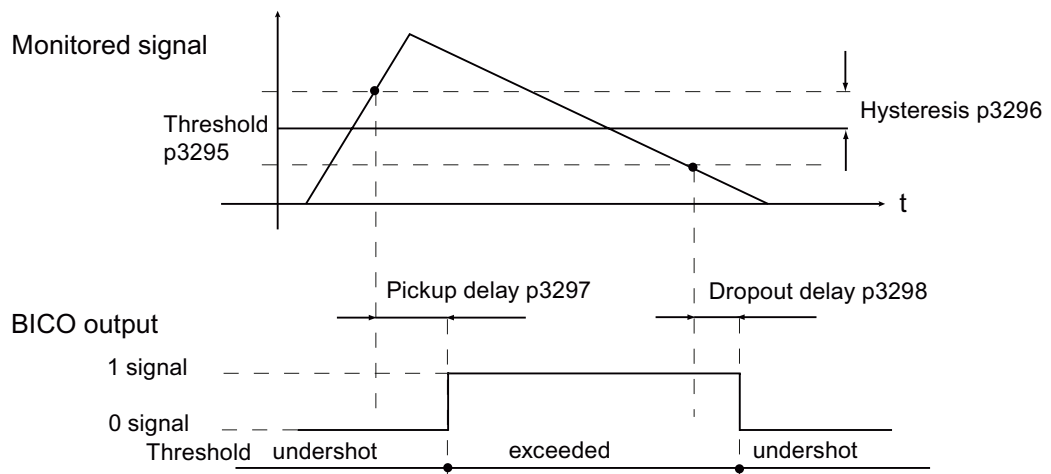 Monitored signal
Threshold
p3295
Hysteresis p3296
t
Pickup delay p3297
Dropout delay p3298
BICO output
1 signal
0 signal
Threshold undershot exceeded undershot